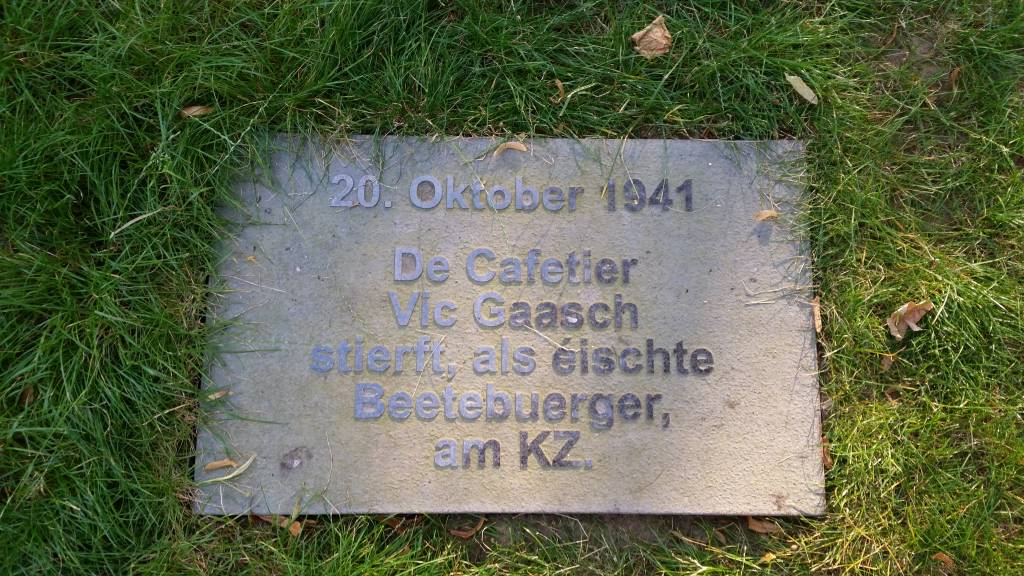 20. Oktober 1941
De Cafetier
Vic Gaasch
stierft, als éischte
Beetebuerger,
am KZ.